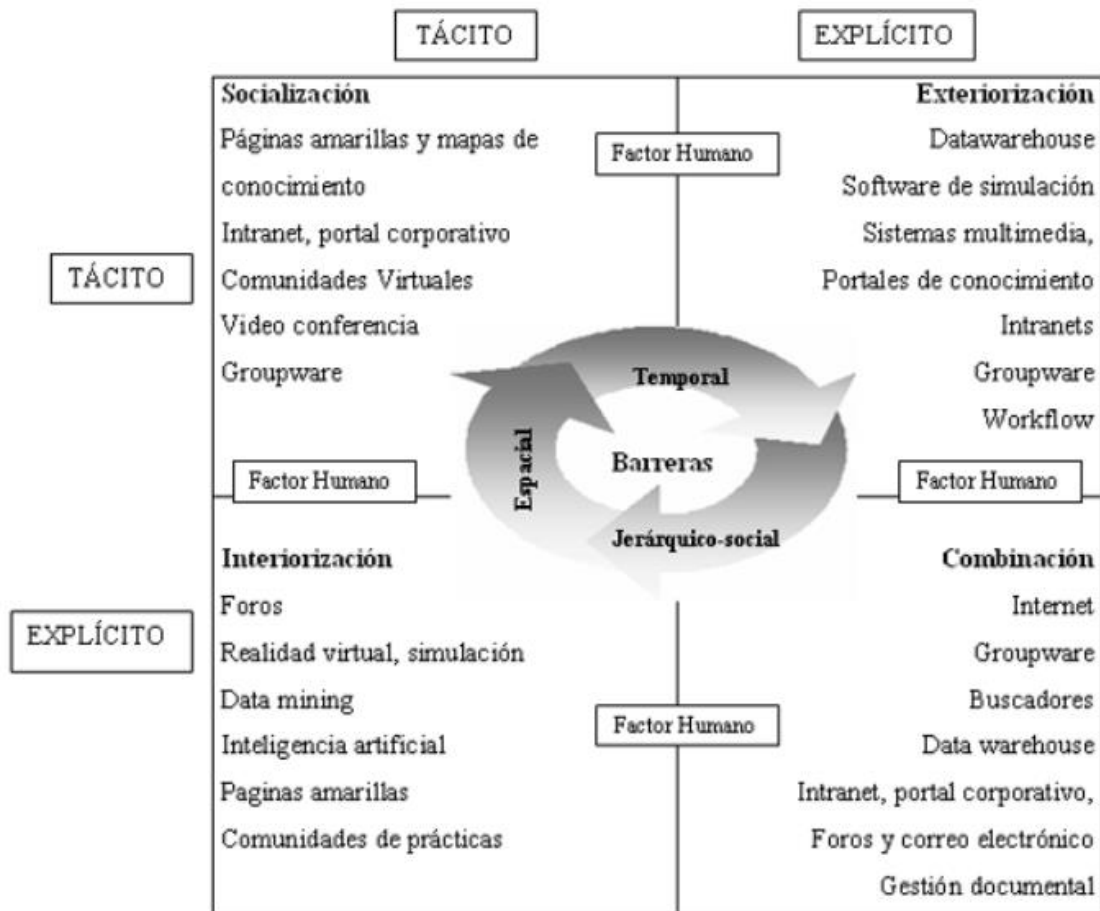 TÁCITO
EXPLÍCITO
TÁCITO
Socialización
Páginas amarillas y mapas de
conocimiento
Intranet, portal corporativo
Comunidades Virtuales
Video conferencia
Groupware
Factor Humano
Exteriorización
Datawarehouse
Software de simulación
Sistemas multimedia,
Portales de conocimiento
Intranets
Groupware
Workflow
Temporal
Espacial
Barreras
Jerárquico-social
Factor Humano
Factor Humano
EXPLÍCITO
Interiorización
Foros
Realidad virtual, simulación
Data mining
Inteligencia artificial
Paginas amarillas
Comunidades de prácticas
Factor Humano
Combinación
Internet
Groupware
Buscadores
Data warehouse
Intranet, portal corporativo,
Foros y correo electrónico
Gestión documental